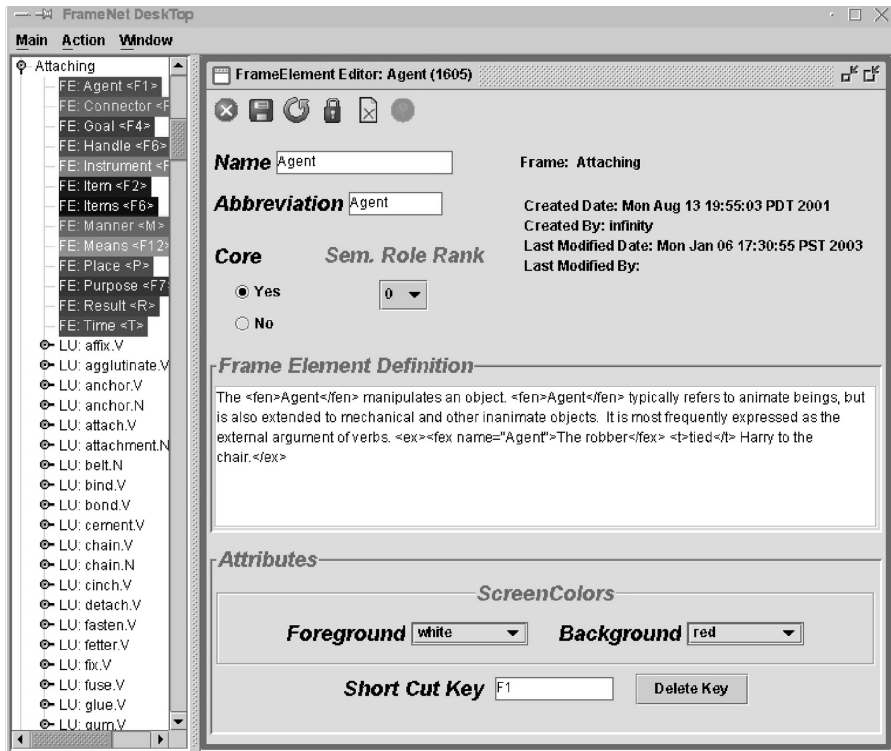 FrameNet DeskTop
Main Action Window
Attaching
FE: Agent <F1>
FE: Connector <F
FE: Goal <F4>
FE: Handle <F6>
FE: Instrument <F
FE: Item <F2>
FE: Items <F6>
FE: Manner <M>
FE: Means <F12>
FE: Place <P>
FE: Purpose <F7
FE: Result <R>
FE: Time <T>
LU: affix.V
LU: agglutinate.V
LU: anchor.V
LU: anchor.N
LU: attach.V
LU: attachment.N
LU: belt.N
LU: bind.V
LU: bond.V
LU: cement.V
LU: chain.V
LU: chain.N
LU: cinch.V
LU: detach.V
LU: fasten.V
LU: fetter.V
LU: fix.V
LU: fuse.V
LU: glue.V
LU: gum.V
FrameElement Editor: Agent (1605)
Name Agent
Frame: Attaching
Abbreviation Agent
Created Date: Mon Aug 13 19:55:03 PDT 2001
Created By: infinity
Last Modified Date: Mon Jan 06 17:30:55 PST 2003
Last Modified By:
Core Sem. Role Rank
Yes 0
No
Frame Element Definition
The <fen>Agent</fen> manipulates an object. <fen>Agent</fen> typically refers to animate beings, but
is also extended to mechanical and other inanimate objects. It is most frequently expressed as the
external argument of verbs. <ex><fex name="Agent">The robber</fex> <t>tied</t> Harry to the
chair.</ex>
Attributes
ScreenColors
Foreground white Background red
Short Cut Key F1 Delete Key